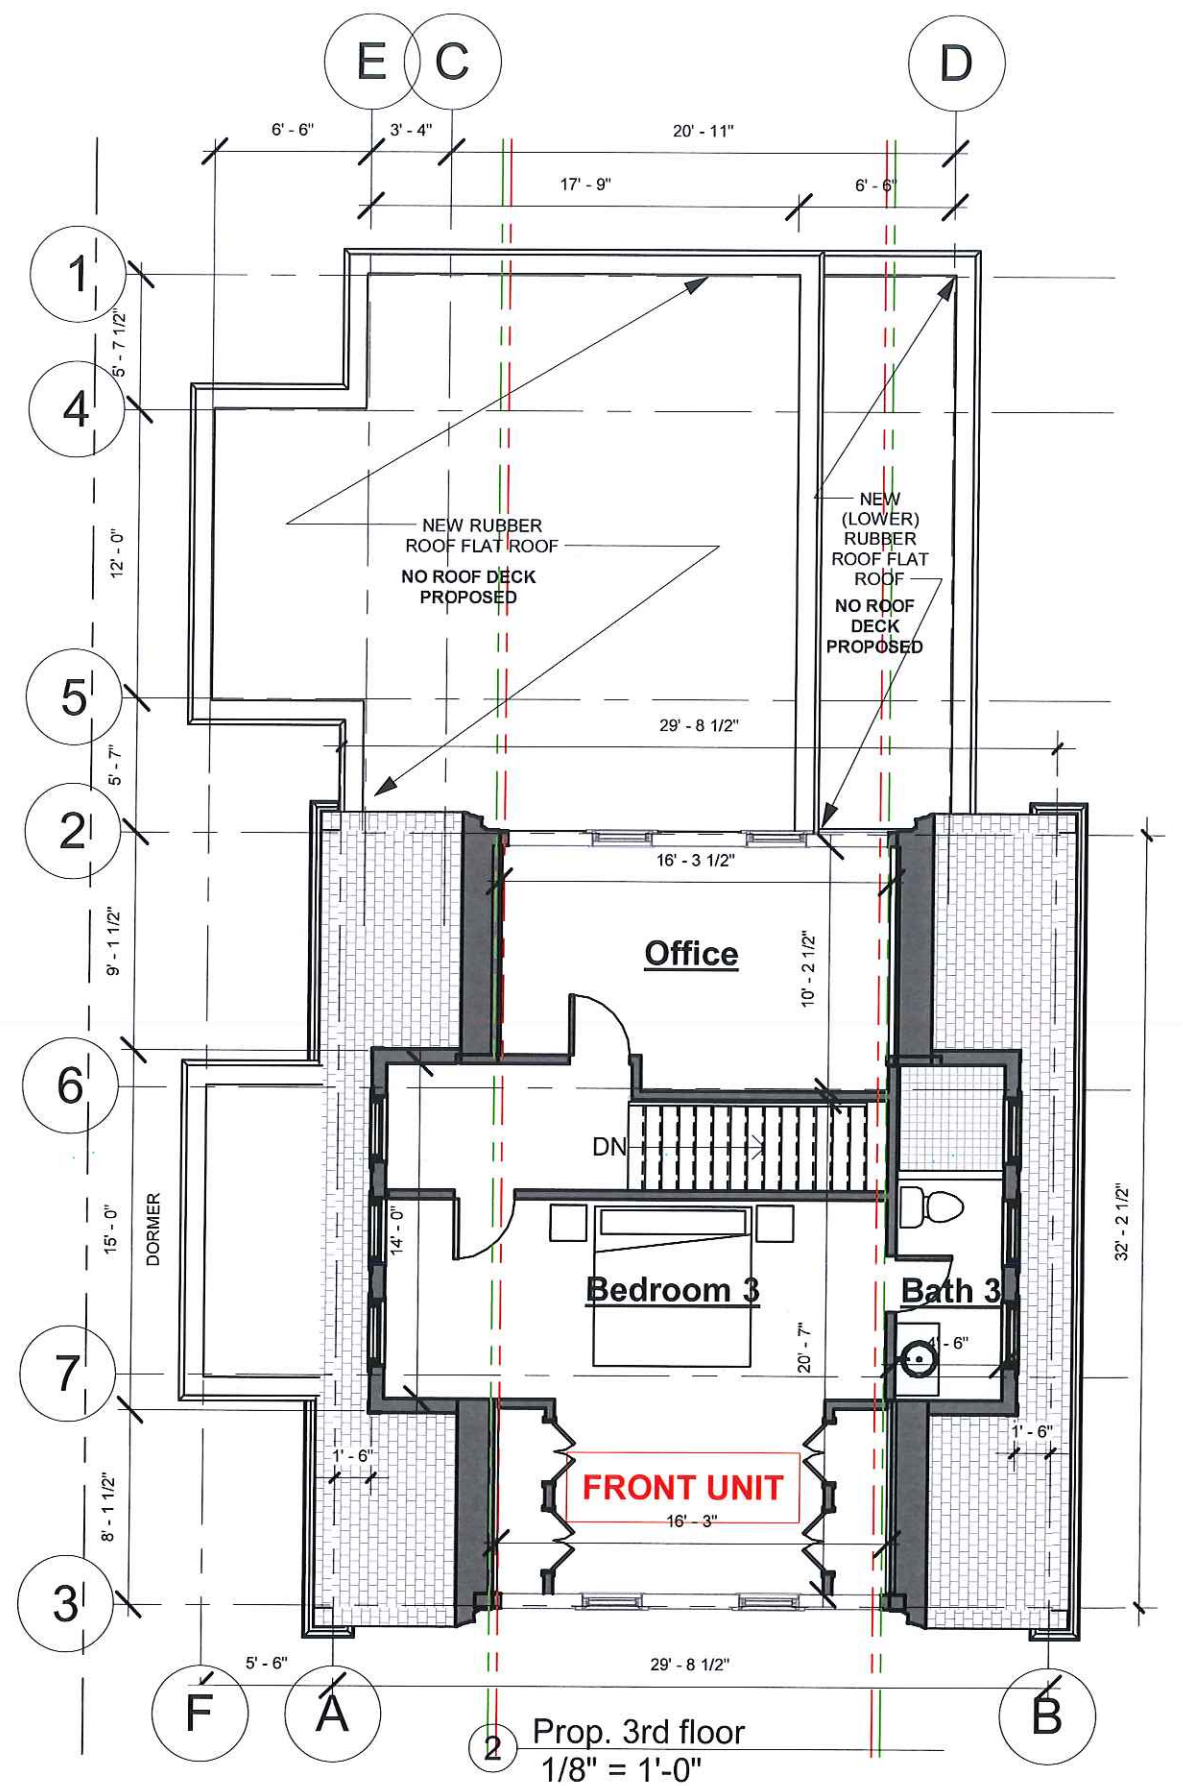 E
C
D
6' - 6"
3' - 4"
20' - 11"
17' - 9"
6' - 6"
1
5' - 7 1/2"
4
NEW RUBBER
ROOF FLAT ROOF
NO ROOF DECK
PROPOSED
NEW
(LOWER)
RUBBER
ROOF FLAT
ROOF
NO ROOF
DECK
PROPOSED
12' - 0"
5
29' - 8 1/2"
5' - 7"
2
16' - 3 1/2"
9' - 1 1/2"
Office
10' - 2 1/2"
6
DN
15' - 0"
DORMER
14' - 0"
32' - 2 1/2"
Bedroom 3
Bath 3
20' - 7"
4' - 6"
7
1' - 6"
1' - 6"
FRONT UNIT
16' - 3"
8' - 1 1/2"
3
5' - 6"
29' - 8 1/2"
F
A
B
2
Prop. 3rd floor
1/8" = 1'-0"